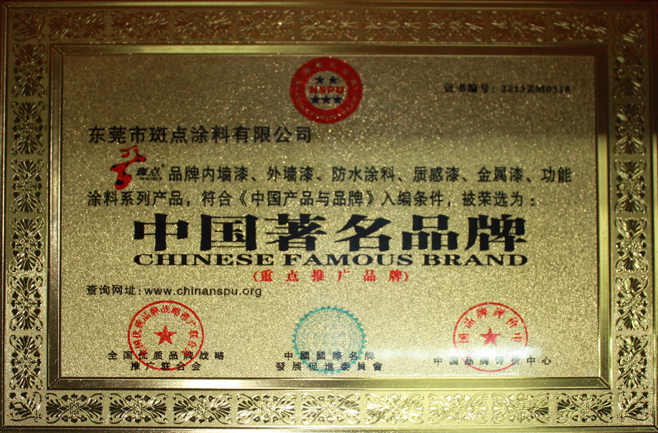 NSPU
证书编号：2815ZM0318
东莞市斑点涂料有限公司
斑点® 品牌内墙漆、外墙漆、防水涂料、质感漆、金属漆、功能
涂料系列产品，符合《中国产品与品牌》入编条件，被荣选为：
中国著名品牌
CHINESE FAMOUS BRAND
(重点推广品牌)
查询网址：www.chinanspu.org
全国优质品牌战略
推广联合会
中國國際名牌
發展促進委員會
中国品牌评价中心